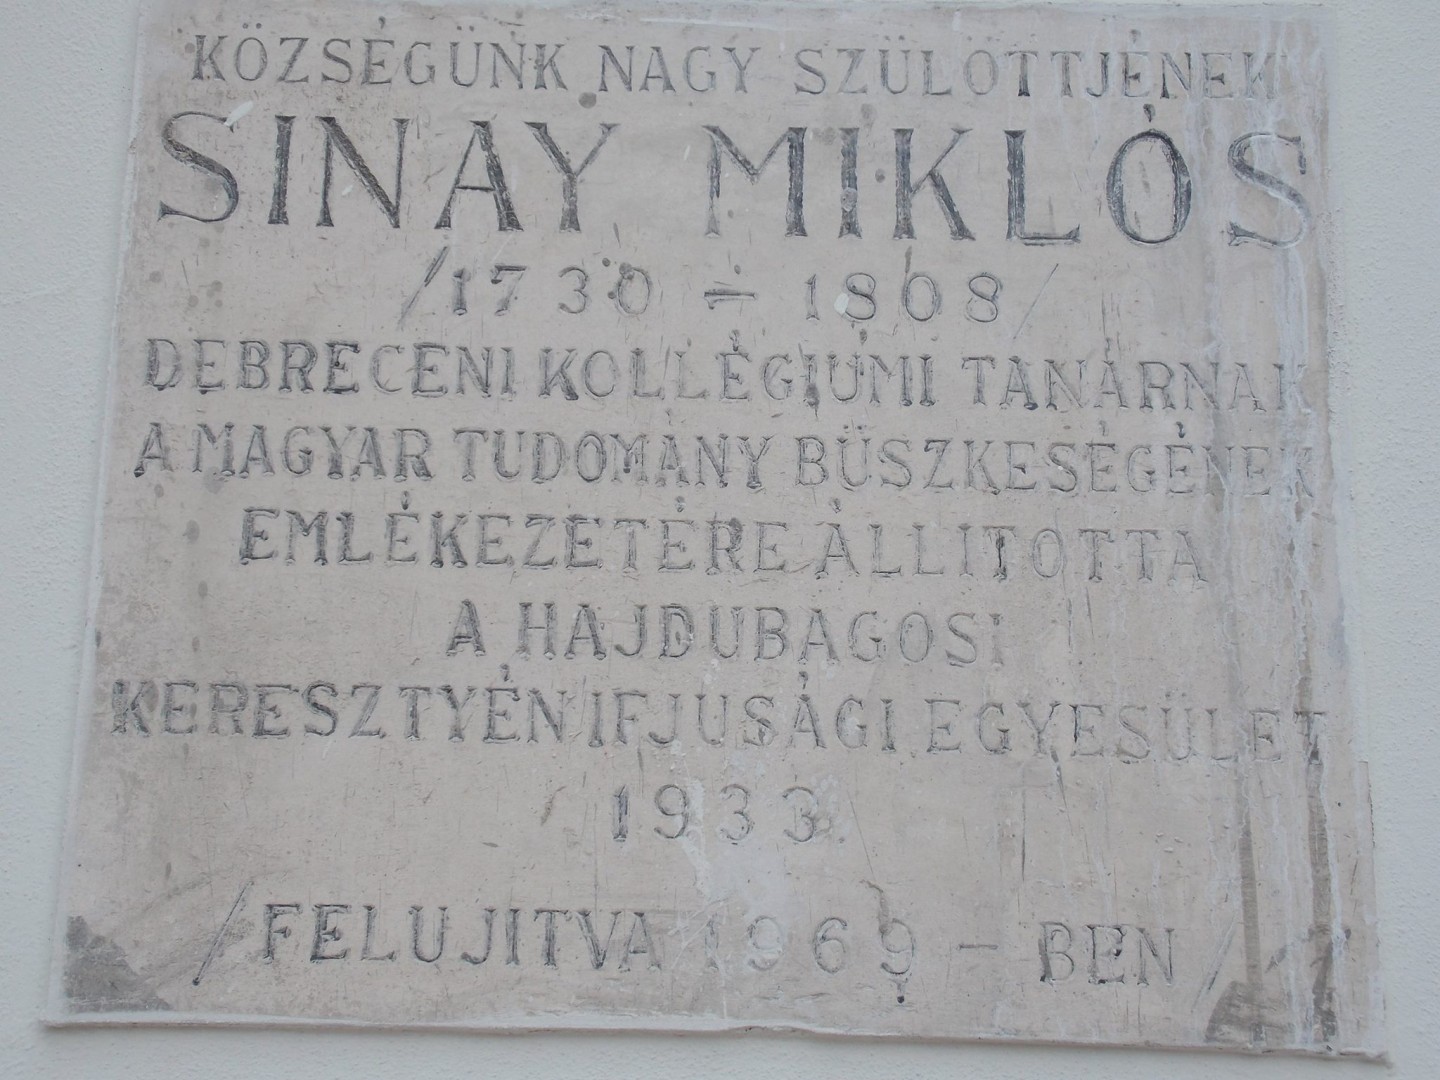 KÖZSÉGÜNK NAGY SZÜLÖTTJÉNEK
SINAY MIKLÓS
/1730 – 1808/
DEBRECENI KOLLÉGIUMI TANÁRNAK
A MAGYAR TUDOMÁNY BÜSZKESÉGÉNEK
EMLÉKEZETÉRE ÁLLITOTTA
A HAJDUBAGOSI
KERESZTYÉN IFJUSÁGI EGYESÜLET
1933
/FELUJITVA 1969 – BEN/